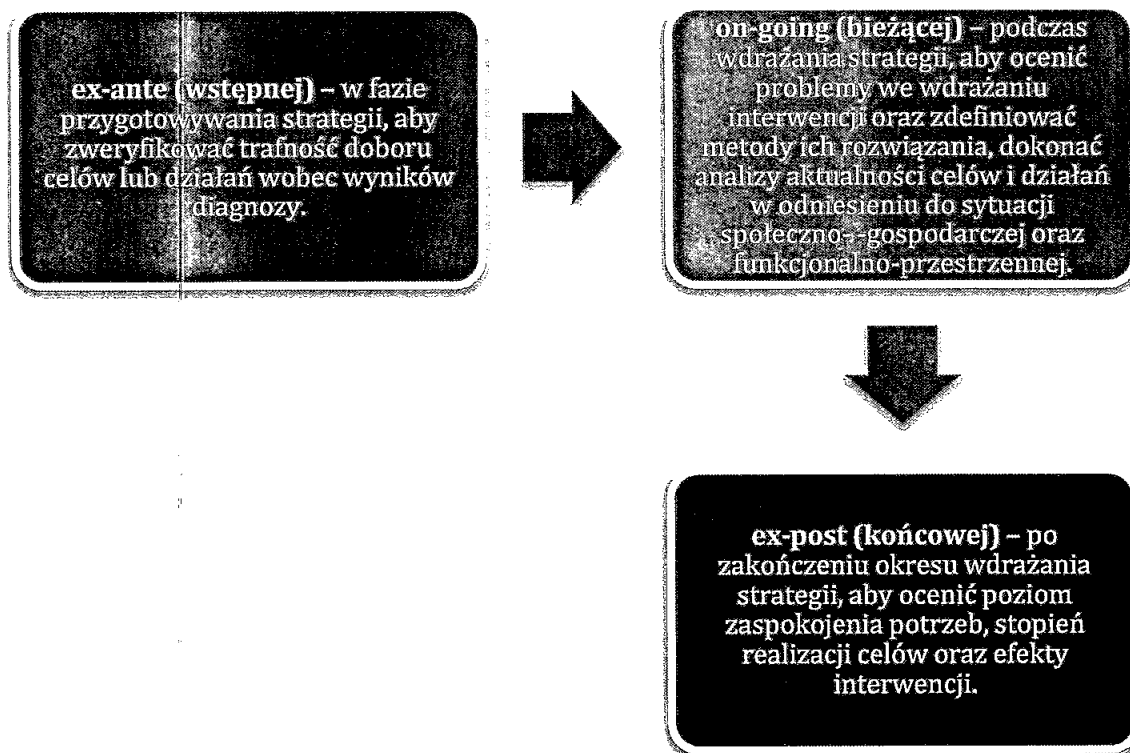 ex-ante (wstępnej) – w fazie
przygotowywania strategii, aby
zweryfikować trafność doboru
celów lub działań wobec wyników
diagnozy.
on-going (bieżącej) – podczas
wdrażania strategii, aby ocenić
problemy we wdrażaniu
interwencji oraz zdefiniować
metody ich rozwiązania, dokonać
analizy aktualności celów i działań
w odniesieniu do sytuacji
społeczno--gospodarczej oraz
funkcjonalno-przestrzennej.
ex-post (końcowej) – po
zakończeniu okresu wdrażania
strategii, aby ocenić poziom
zaspokojenia potrzeb, stopień
realizacji celów oraz efekty
interwencji.